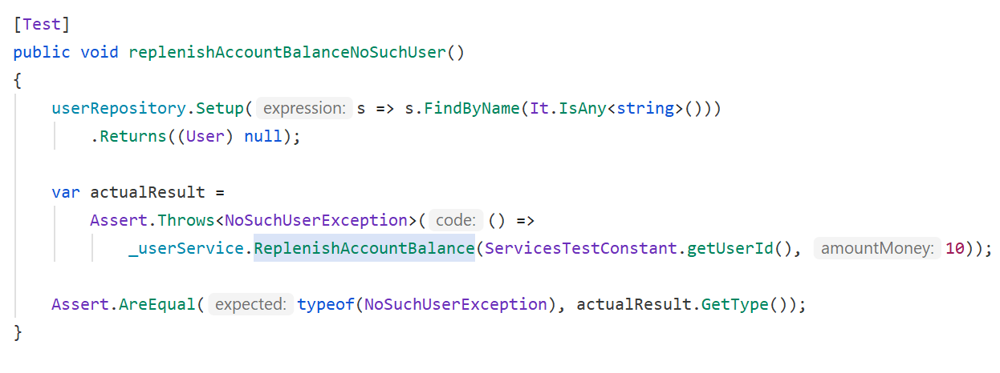 [Test]
public void replenishAccountBalanceNoSuchUser()
{
userRepository.Setup( expression: s => s.FindByName(It.IsAny<string>()))
.Returns((User) null);
var actualResult =
Assert.Throws<NoSuchUserException>( code: () =>
_userService.ReplenishAccountBalance(ServicesTestConstant.getUserId(), amountMoney: 10));
Assert.AreEqual( expected: typeof(NoSuchUserException), actualResult.GetType());
}